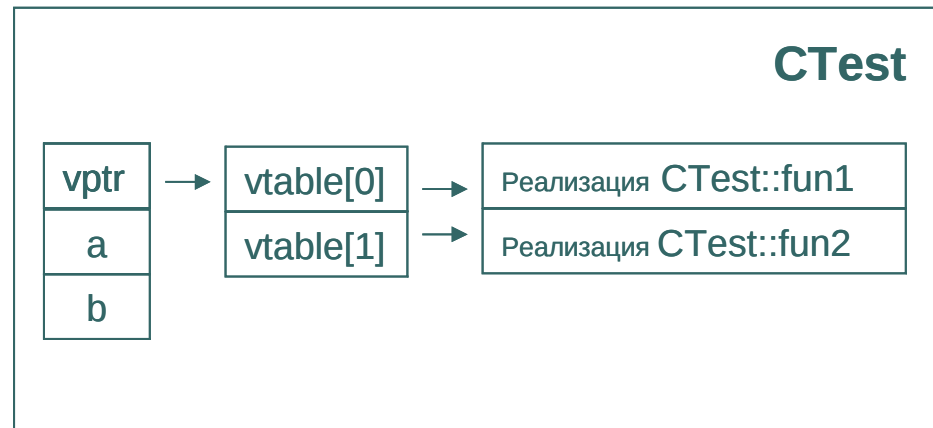 CTest
vptr
a
b
vtable[0]
vtable[1]
Реализация CTest::fun1
Реализация CTest::fun2